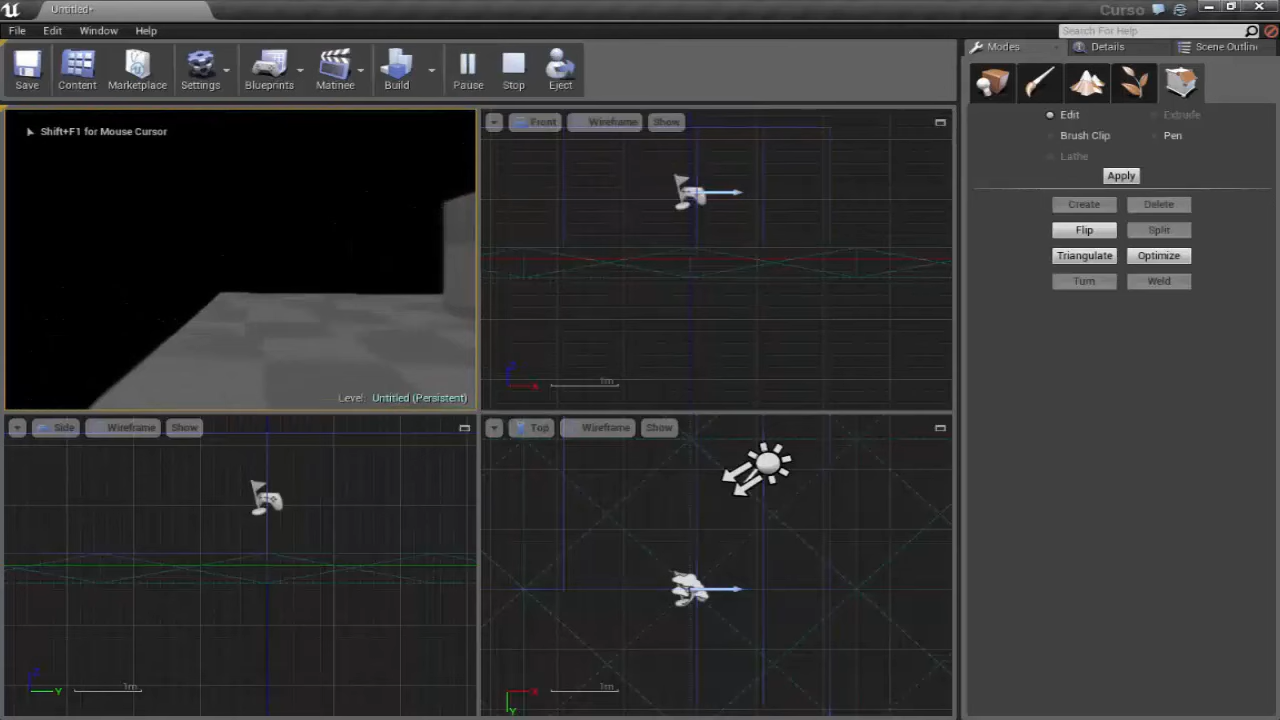 Untitled+
Curso
File Edit Window Help
Search For Help
Save Content Marketplace Settings Blueprints Matinee Build Pause Stop Eject
Modes Details Scene Outlin
Shift+F1 for Mouse Cursor
Level: Untitled (Persistent)
Front Wireframe Show
Z X 1m
Side Wireframe Show
Z Y 1m
Top Wireframe Show
X Y 1m
Edit Extrude
Brush Clip Pen
Lathe
Apply
Create Delete
Flip Split
Triangulate Optimize
Turn Weld